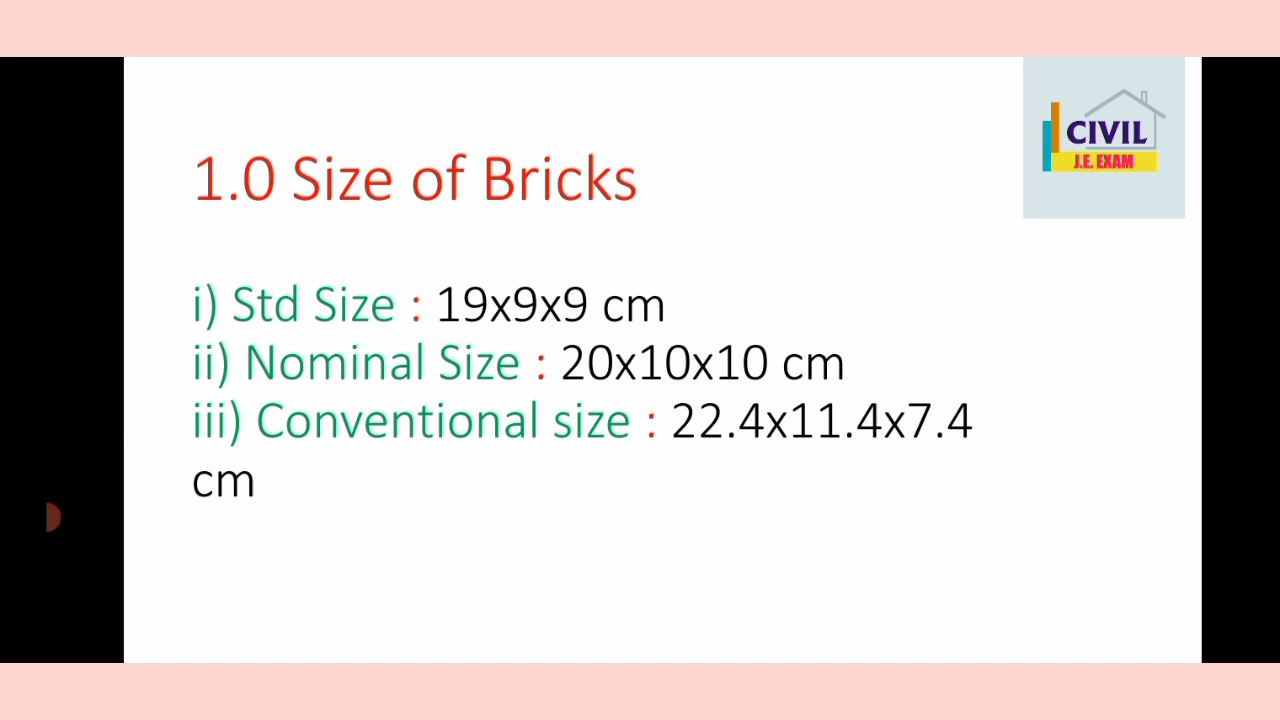 CIVIL
J.E. EXAM
1.0 Size of Bricks
i) Std Size : 19x9x9 cm
ii) Nominal Size : 20x10x10 cm
iii) Conventional size : 22.4x11.4x7.4
cm